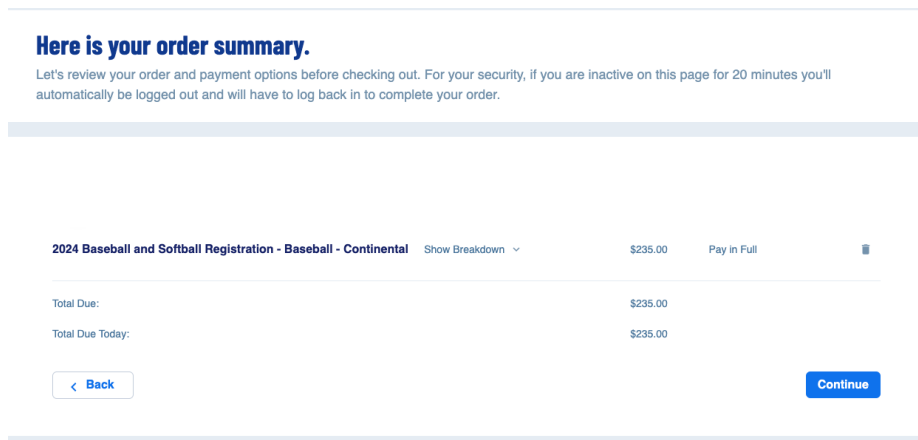 Here is your order summary.
Let's review your order and payment options before checking out. For your security, if you are inactive on this page for 20 minutes you'll
automatically be logged out and will have to log back in to complete your order.
2024 Baseball and Softball Registration - Baseball - Continental Show Breakdown $235.00 Pay in Full
Total Due: $235.00
Total Due Today: $235.00
Back Continue